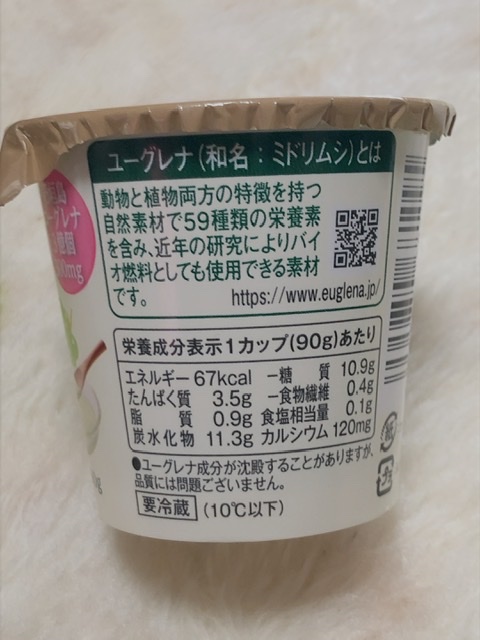 ユーグレナ(和名：ミドリムシ)とは
動物と植物両方の特徴を持つ
自然素材で59種類の栄養素
を含み、近年の研究によりバイ
オ燃料としても使用できる素材
です。
https://www.euglena.jp/
グレナ
mg
栄養成分表示1カップ(90g)あたり
エネルギー 67kcal －糖質 10.9g
たんぱく質 3.5g －食物繊維 0.4g
脂質 0.9g 食塩相当量 0.1g
炭水化物 11.3g カルシウム 120mg
●ユーグレナ成分が沈殿することがありますが、
品質には問題ございません。
要冷蔵 (10℃以下)
紙
プラ